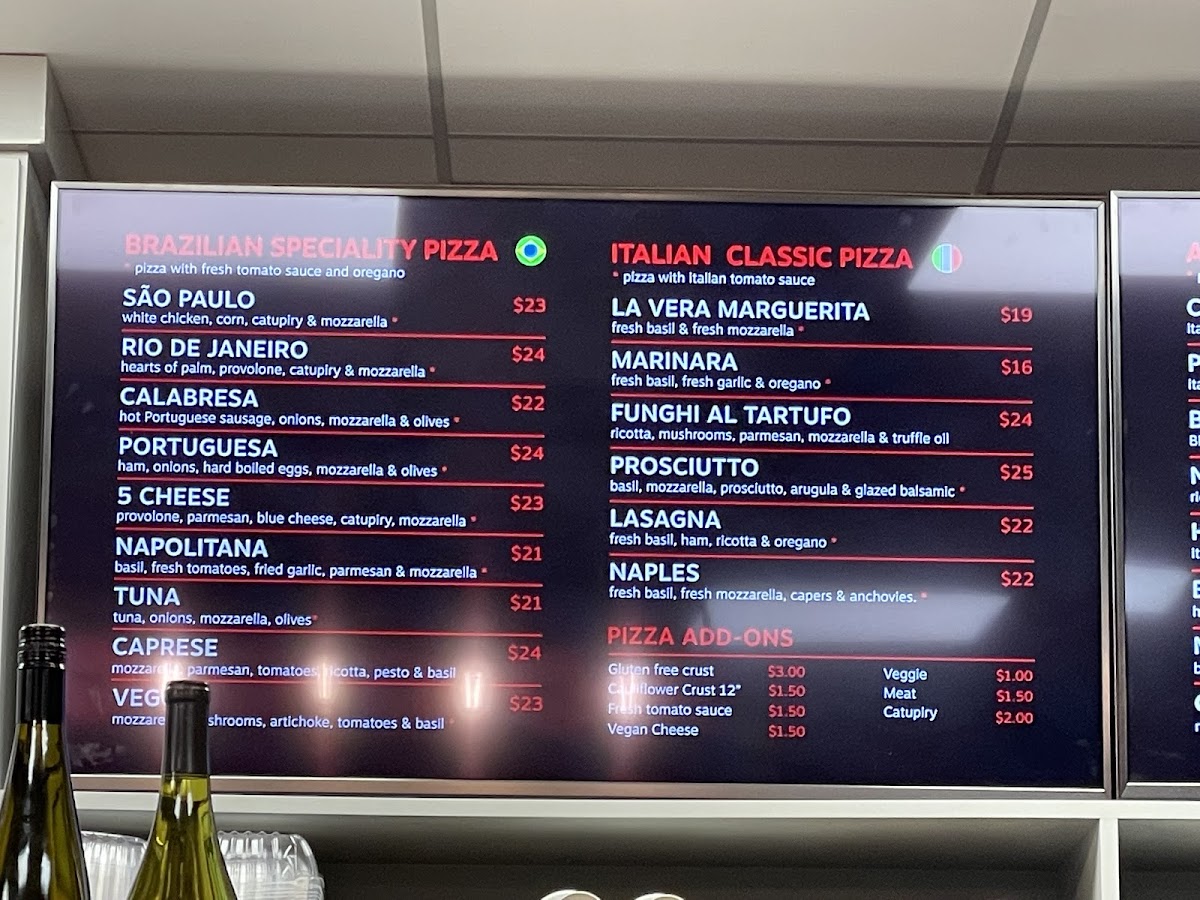 BRAZILIAN SPECIALITY PIZZA
* pizza with fresh tomato sauce and oregano
SÃO PAULO $23
white chicken, corn, catupiry & mozzarella *
RIO DE JANEIRO $24
hearts of palm, provolone, catupiry & mozzarella *
CALABRESA $22
hot Portuguese sausage, onions, mozzarella & olives *
PORTUGUESA $24
ham, onions, hard boiled eggs, mozzarella & olives *
5 CHEESE $23
provolone, parmesan, blue cheese, catupiry, mozzarella *
NAPOLITANA $21
basil, fresh tomatoes, fried garlic, parmesan & mozzarella *
TUNA $21
tuna, onions, mozzarella, olives*
CAPRESE $24
parmesan, tomatoes, ricotta, pesto & basil
$23
artichoke, tomatoes & basil *
ITALIAN CLASSIC PIZZA
* pizza with italian tomato sauce
LA VERA MARGUERITA $19
fresh basil & fresh mozzarella *
MARINARA $16
fresh basil, fresh garlic & oregano *
FUNGHI AL TARTUFO $24
ricotta, mushrooms, parmesan, mozzarella & truffle oil
PROSCIUTTO $25
basil, mozzarella, prosciutto, arugula & glazed balsamic *
LASAGNA $22
fresh basil, ham, ricotta & oregano *
NAPLES $22
fresh basil, fresh mozzarella, capers & anchovies. *
PIZZA ADD-ONS
Gluten free crust $3.00
Cauliflower Crust 12" $1.50
Fresh tomato sauce $1.50
Vegan Cheese $1.50
Veggie $1.00
Meat $1.50
Catupiry $2.00